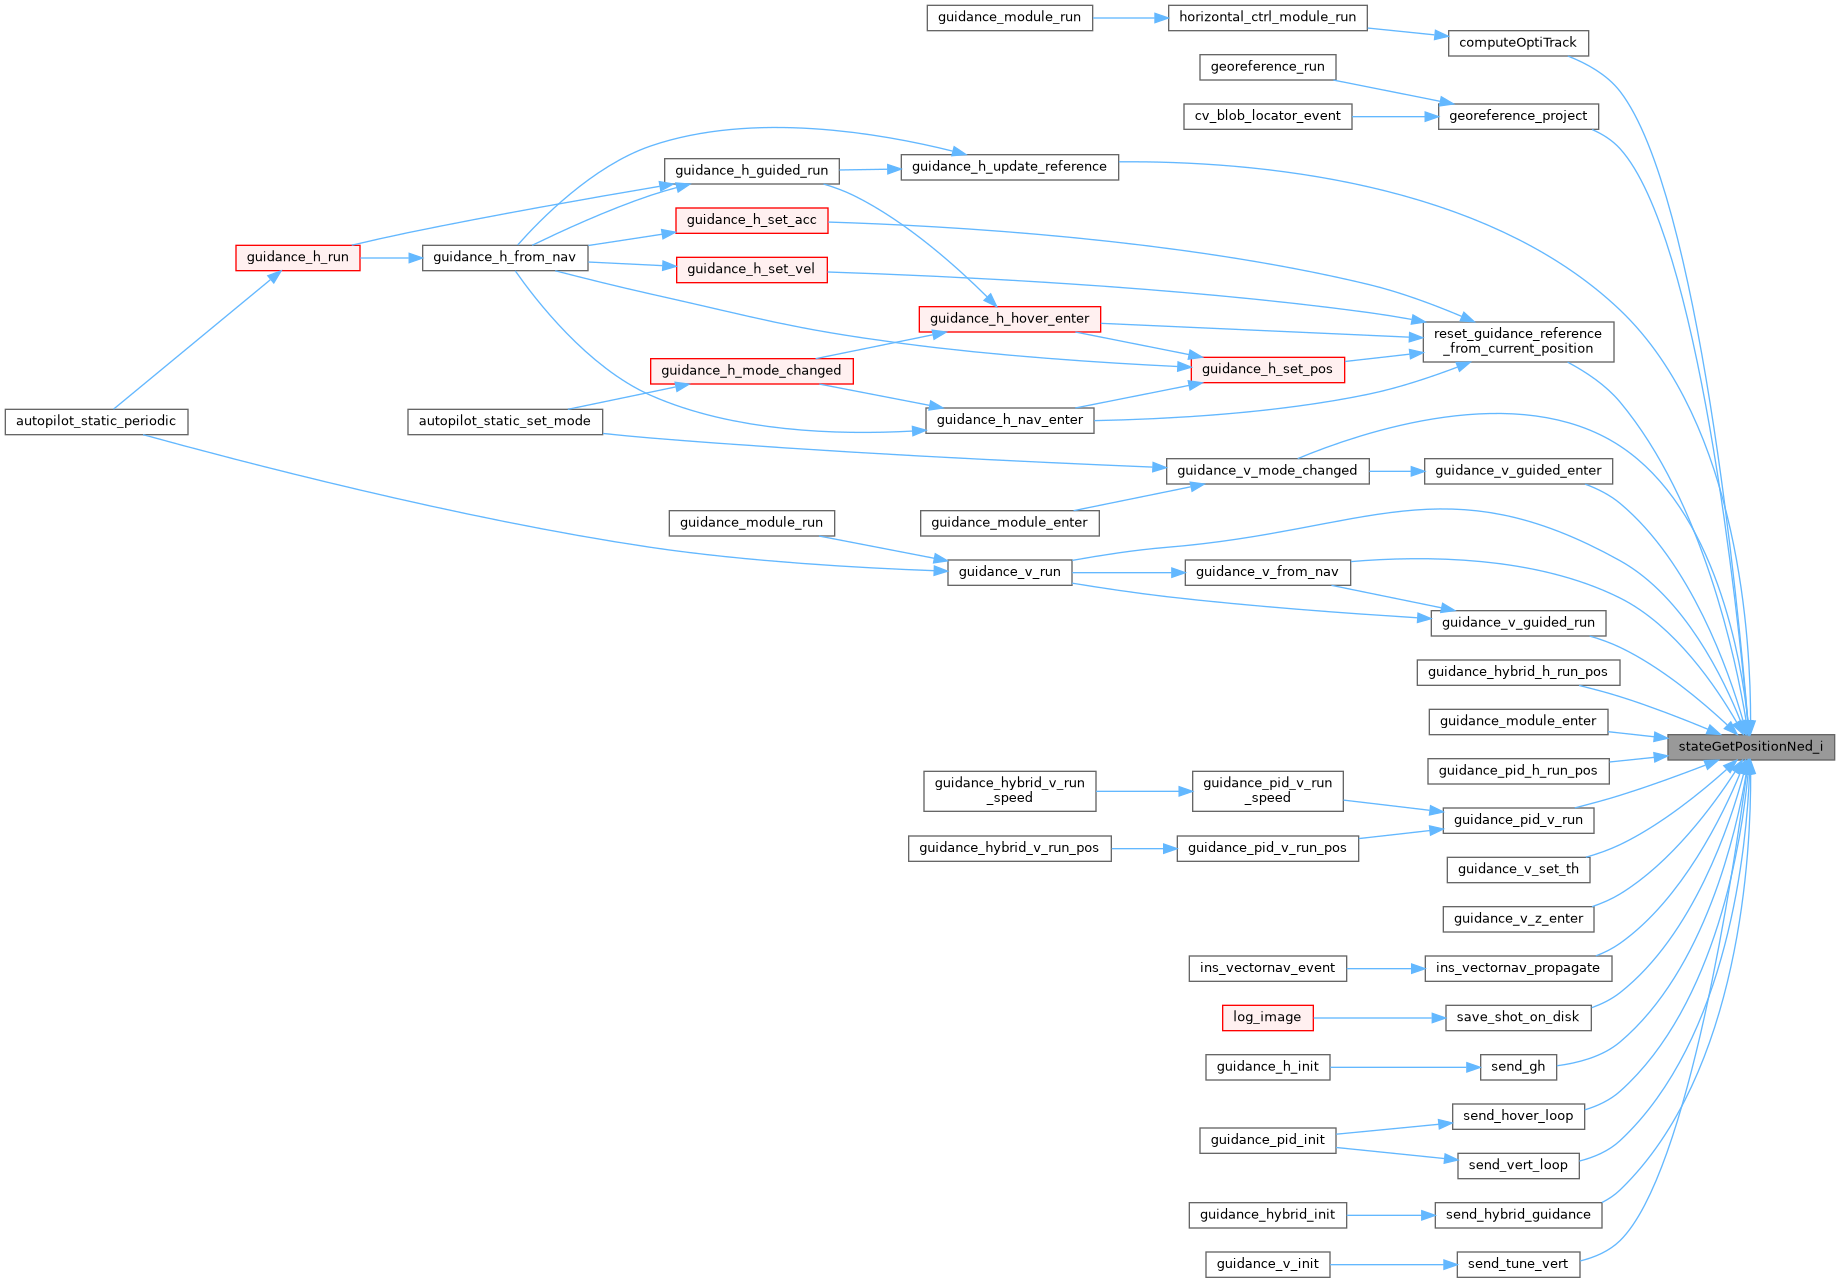 guidance_module_run
horizontal_ctrl_module_run
computeOptiTrack
georeference_run
cv_blob_locator_event
georeference_project
guidance_h_guided_run
guidance_h_update_reference
guidance_h_set_acc
guidance_h_run
guidance_h_from_nav
guidance_h_set_vel
guidance_h_hover_enter
reset_guidance_reference
_from_current_position
guidance_h_mode_changed
guidance_h_set_pos
autopilot_static_periodic
autopilot_static_set_mode
guidance_h_nav_enter
guidance_v_mode_changed
guidance_v_guided_enter
guidance_module_run
guidance_module_enter
guidance_v_run
guidance_v_from_nav
guidance_v_guided_run
guidance_hybrid_h_run_pos
guidance_module_enter
stateGetPositionNed_i
guidance_pid_h_run_pos
guidance_hybrid_v_run
_speed
guidance_pid_v_run
_speed
guidance_pid_v_run
guidance_hybrid_v_run_pos
guidance_pid_v_run_pos
guidance_v_set_th
guidance_v_z_enter
ins_vectornav_event
ins_vectornav_propagate
log_image
save_shot_on_disk
guidance_h_init
send_gh
send_hover_loop
guidance_pid_init
send_vert_loop
guidance_hybrid_init
send_hybrid_guidance
guidance_v_init
send_tune_vert